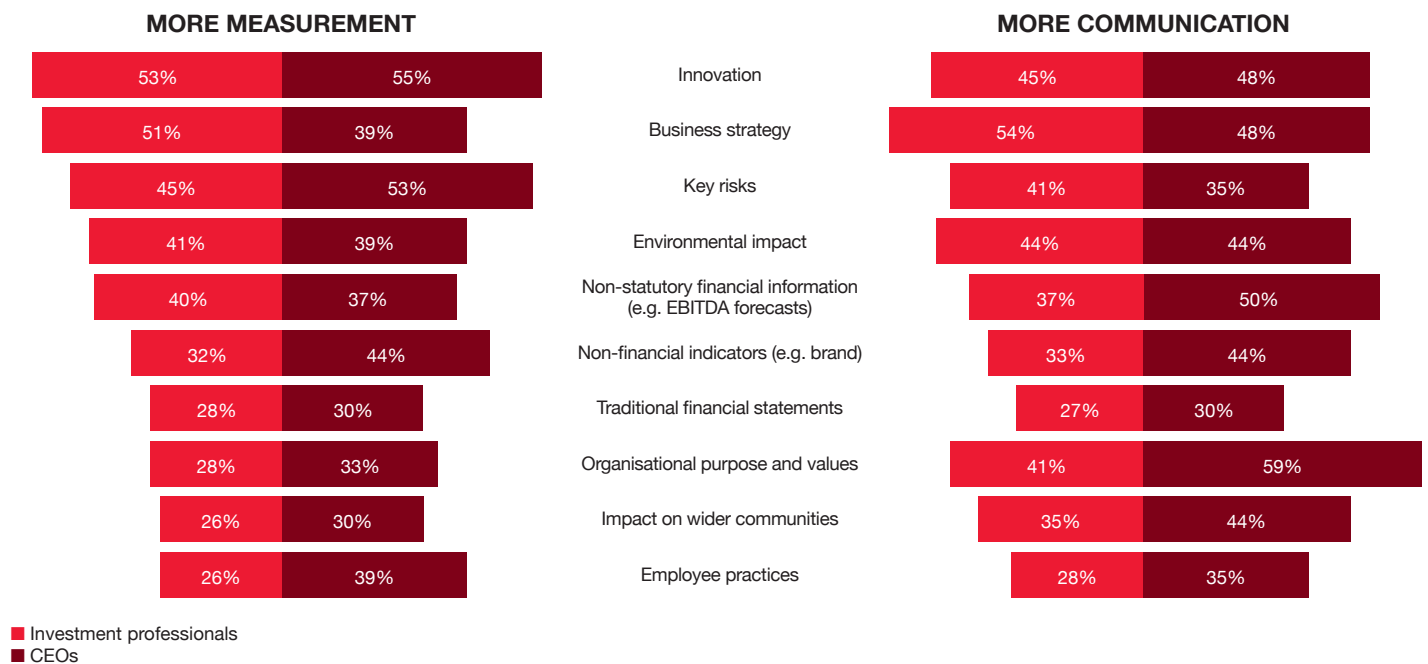 MORE MEASUREMENT
MORE COMMUNICATION
53% 55% Innovation 45% 48%
51% 39% Business strategy 54% 48%
45% 53% Key risks 41% 35%
41% 39% Environmental impact 44% 44%
40% 37% Non-statutory financial information
(e.g. EBITDA forecasts) 37% 50%
32% 44% Non-financial indicators (e.g. brand) 33% 44%
28% 30% Traditional financial statements 27% 30%
28% 33% Organisational purpose and values 41% 59%
26% 30% Impact on wider communities 35% 44%
26% 39% Employee practices 28% 35%
Investment professionals
CEOs